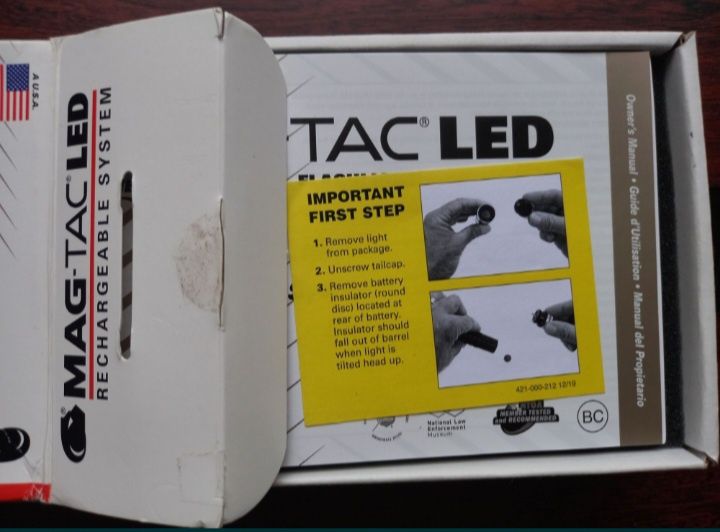 A U.S.A.
MAG-TAC® LED
RECHARGEABLE SYSTEM
®
TAC® LED
IMPORTANT
FIRST STEP
1. Remove light
from package.
2. Unscrew tailcap.
3. Remove battery
insulator (round
disc) located at
rear of battery.
Insulator should
fall out of barrel
when light is
tilted head up.
421-000-212 12/19
National Law
Enforcement
Museum
MEMBER TESTED
and RECOMMENDED
BC
Owner's Manual • Guide d'Utilisation • Manual del Propietario